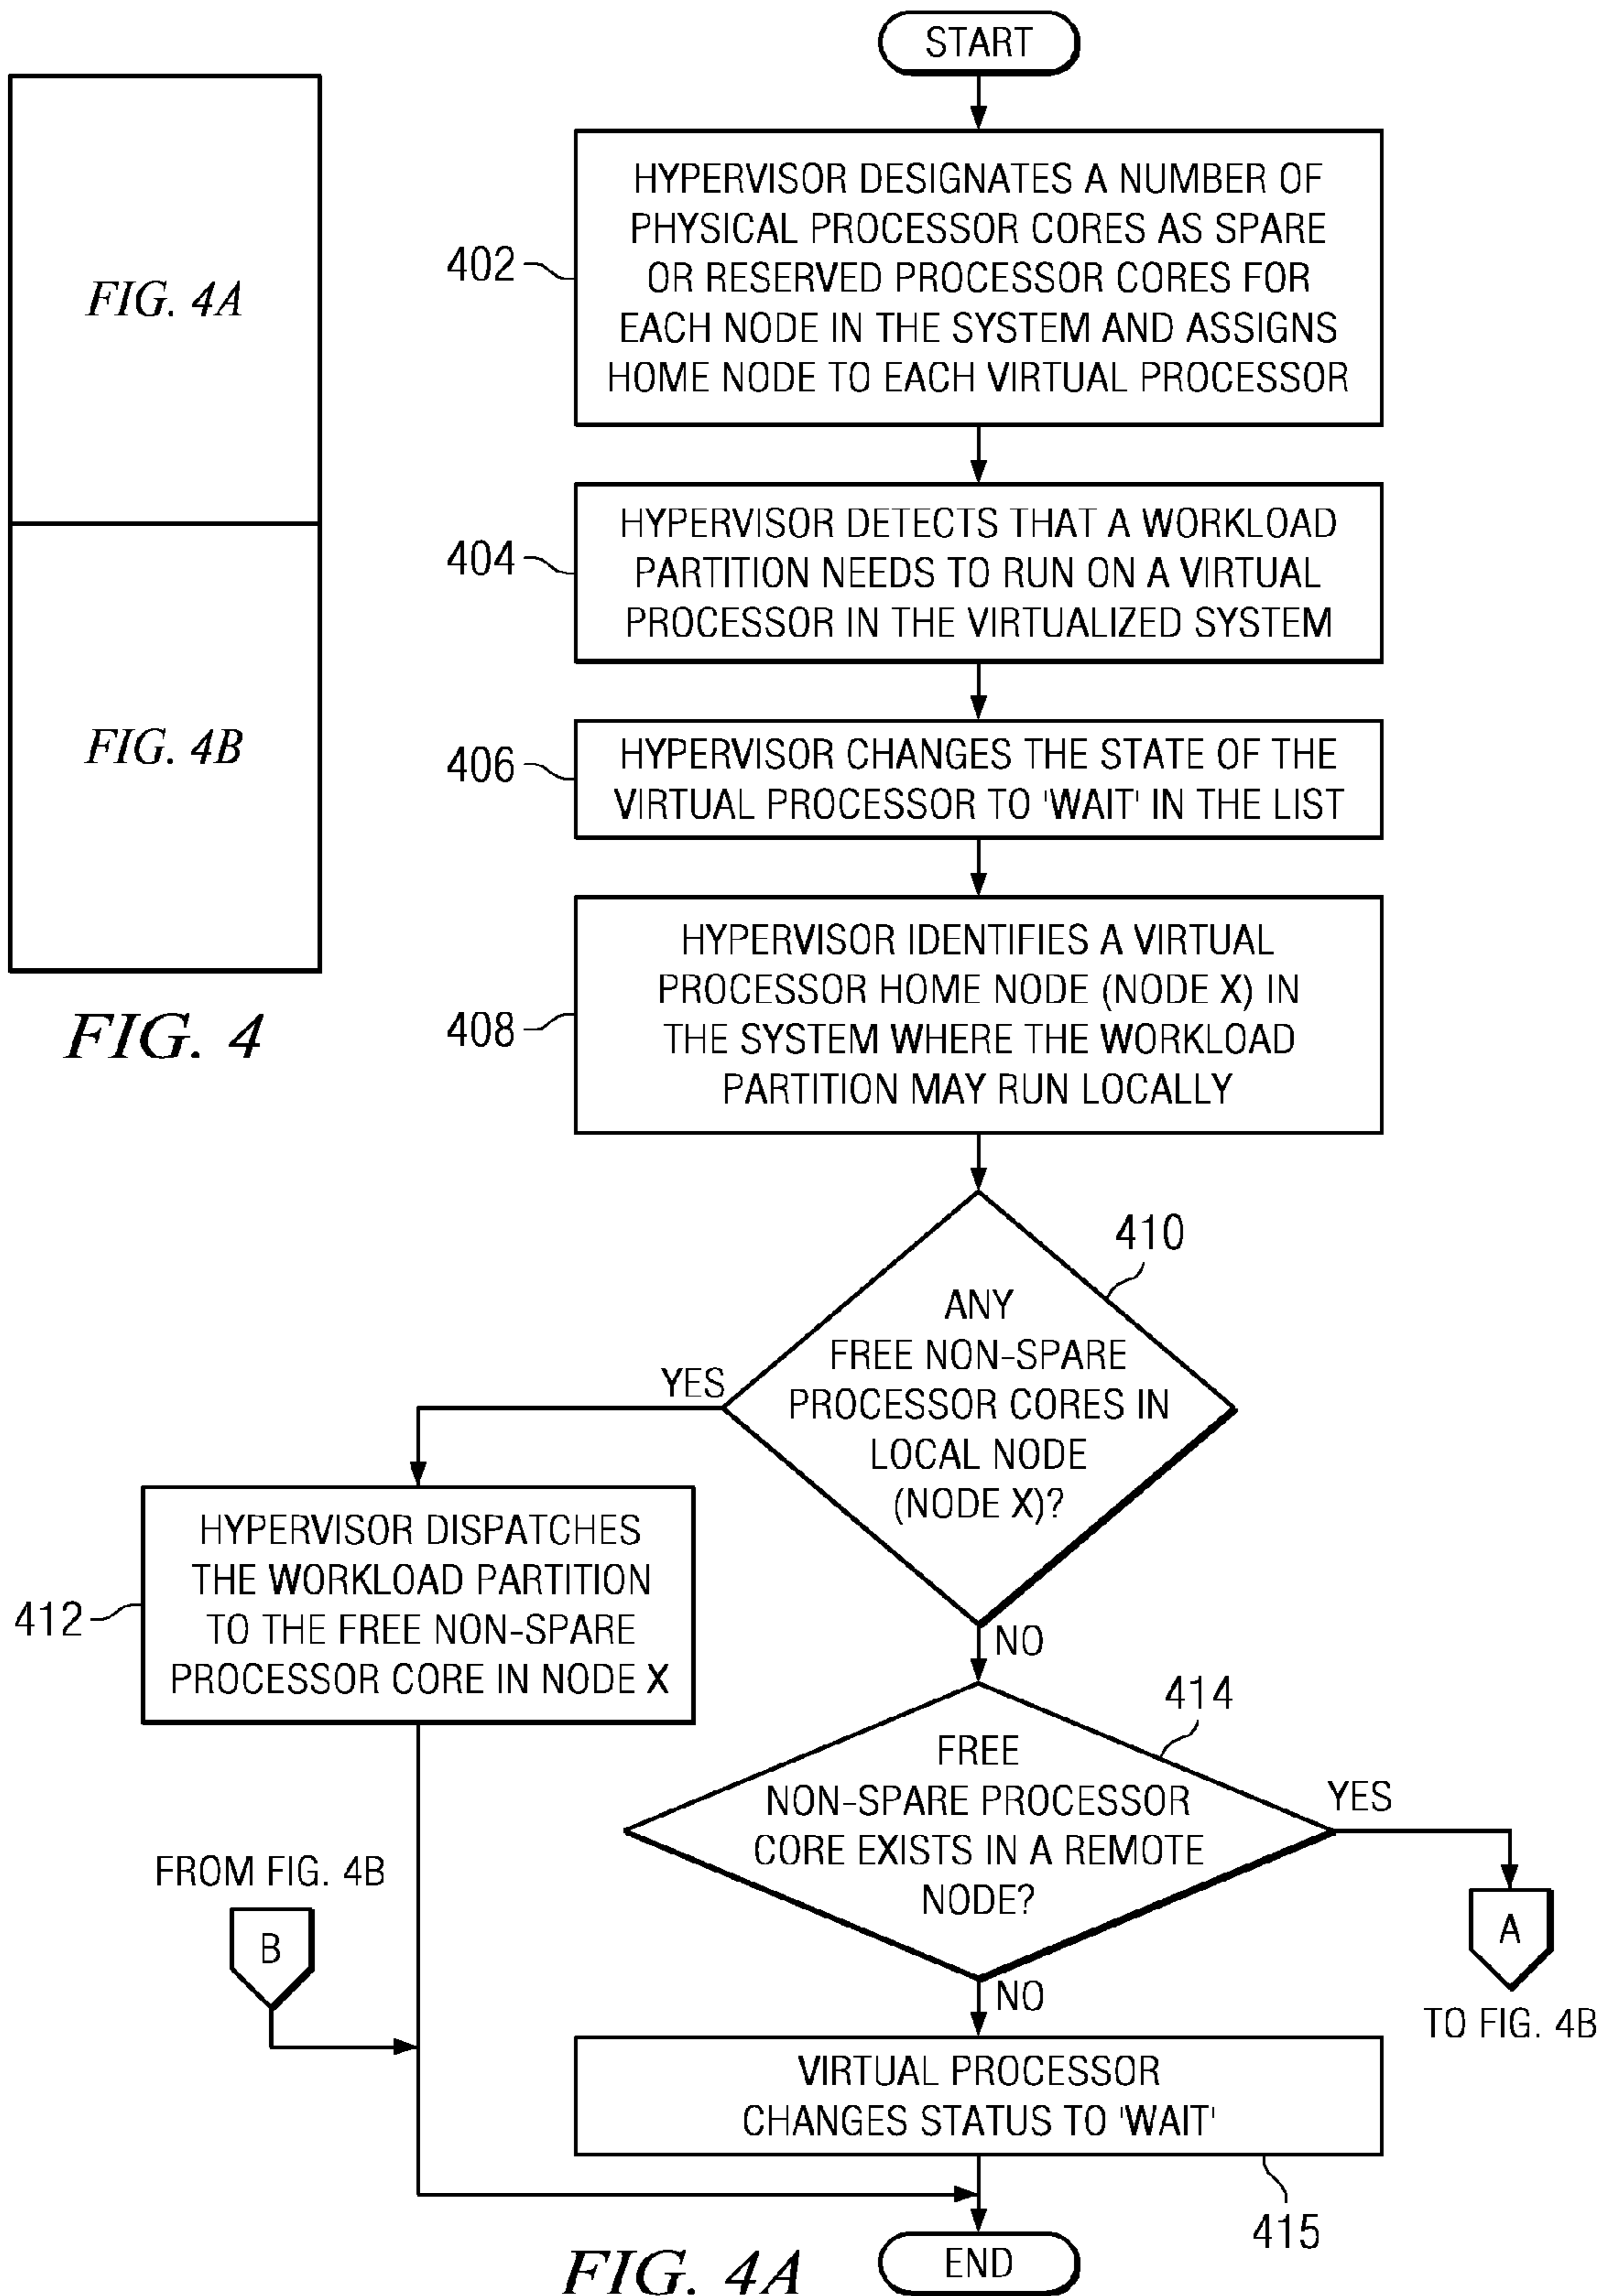 START
HYPERVISOR DESIGNATES A NUMBER OF
PHYSICAL PROCESSOR CORES AS SPARE
OR RESERVED PROCESSOR CORES FOR
EACH NODE IN THE SYSTEM AND ASSIGNS
HOME NODE TO EACH VIRTUAL PROCESSOR
402
FIG. 4A
FIG. 4B
FIG. 4
HYPERVISOR DETECTS THAT A WORKLOAD
PARTITION NEEDS TO RUN ON A VIRTUAL
PROCESSOR IN THE VIRTUALIZED SYSTEM
404
HYPERVISOR CHANGES THE STATE OF THE
VIRTUAL PROCESSOR TO 'WAIT' IN THE LIST
406
HYPERVISOR IDENTIFIES A VIRTUAL
PROCESSOR HOME NODE (NODE X) IN
THE SYSTEM WHERE THE WORKLOAD
PARTITION MAY RUN LOCALLY
408
410
ANY
FREE NON-SPARE
PROCESSOR CORES IN
LOCAL NODE
(NODE X)?
YES
HYPERVISOR DISPATCHES
THE WORKLOAD PARTITION
TO THE FREE NON-SPARE
PROCESSOR CORE IN NODE X
412
NO
414
FREE
NON-SPARE PROCESSOR
CORE EXISTS IN A REMOTE
NODE?
YES
A
TO FIG. 4B
FROM FIG. 4B
B
NO
VIRTUAL PROCESSOR
CHANGES STATUS TO 'WAIT'
415
END
FIG. 4A